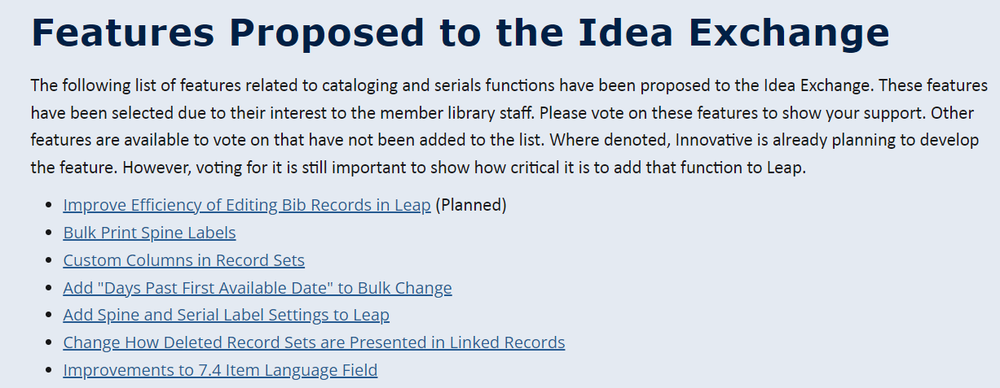 Features Proposed to the Idea Exchange
The following list of features related to cataloging and serials functions have been proposed to the Idea Exchange. These features
have been selected due to their interest to the member library staff. Please vote on these features to show your support. Other
features are available to vote on that have not been added to the list. Where denoted, Innovative is already planning to develop
the feature. However, voting for it is still important to show how critical it is to add that function to Leap.
• Improve Efficiency of Editing Bib Records in Leap (Planned)
• Bulk Print Spine Labels
• Custom Columns in Record Sets
• Add "Days Past First Available Date" to Bulk Change
• Add Spine and Serial Label Settings to Leap
• Change How Deleted Record Sets are Presented in Linked Records
• Improvements to 7.4 Item Language Field